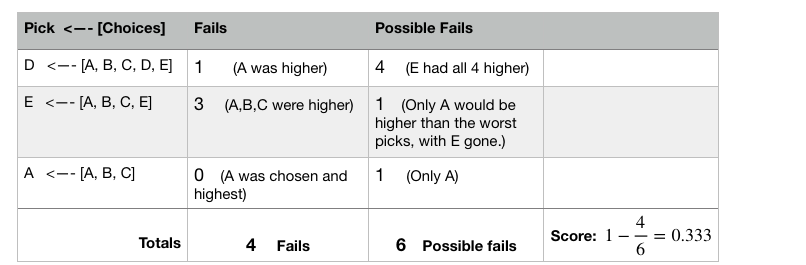 Pick <–- [Choices] Fails Possible Fails
D <–- [A, B, C, D, E] 1 (A was higher) 4 (E had all 4 higher)
E <–- [A, B, C, E] 3 (A,B,C were higher) 1 (Only A would be
higher than the worst
picks, with E gone.)
A <–- [A, B, C] 0 (A was chosen and
highest) 1 (Only A)
Totals 4 Fails 6 Possible fails Score: 1 − 4/6 = 0.333